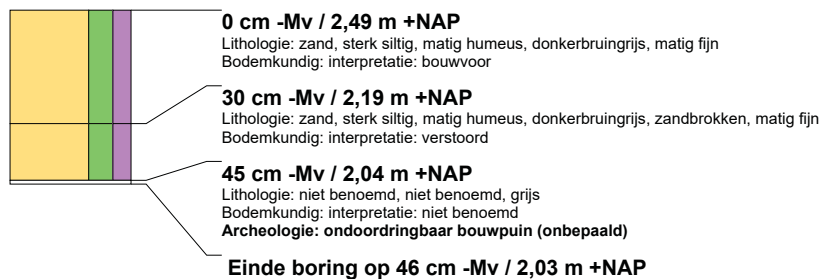 0 cm -Mv / 2,49 m +NAP
Lithologie: zand, sterk siltig, matig humeus, donkerbruingrijs, matig fijn
Bodemkundig: interpretatie: bouwvoor
30 cm -Mv / 2,19 m +NAP
Lithologie: zand, sterk siltig, matig humeus, donkerbruingrijs, zandbrokken, matig fijn
Bodemkundig: interpretatie: verstoord
45 cm -Mv / 2,04 m +NAP
Lithologie: niet benoemd, niet benoemd, grijs
Bodemkundig: interpretatie: niet benoemd
Archeologie: ondoordringbaar bouwpuin (onbepaald)
Einde boring op 46 cm -Mv / 2,03 m +NAP